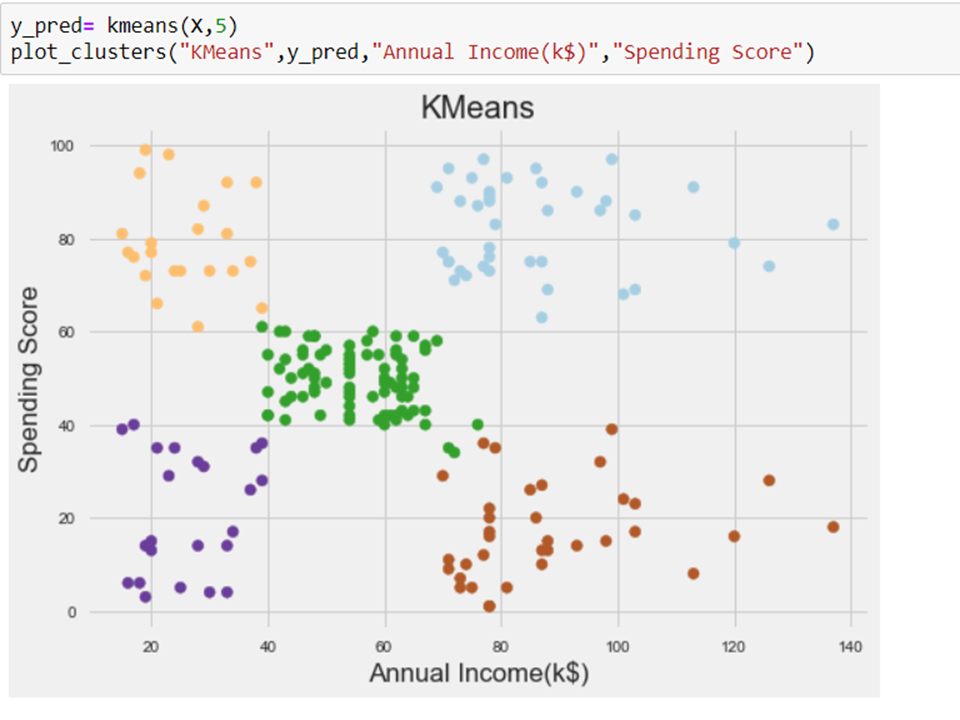 y_pred= kmeans(X,5)
plot_clusters("KMeans",y_pred,"Annual Income(k$)","Spending Score")
KMeans
100
80
60
40
20
0
Spending Score
20 40 60 80 100 120 140
Annual Income(k$)